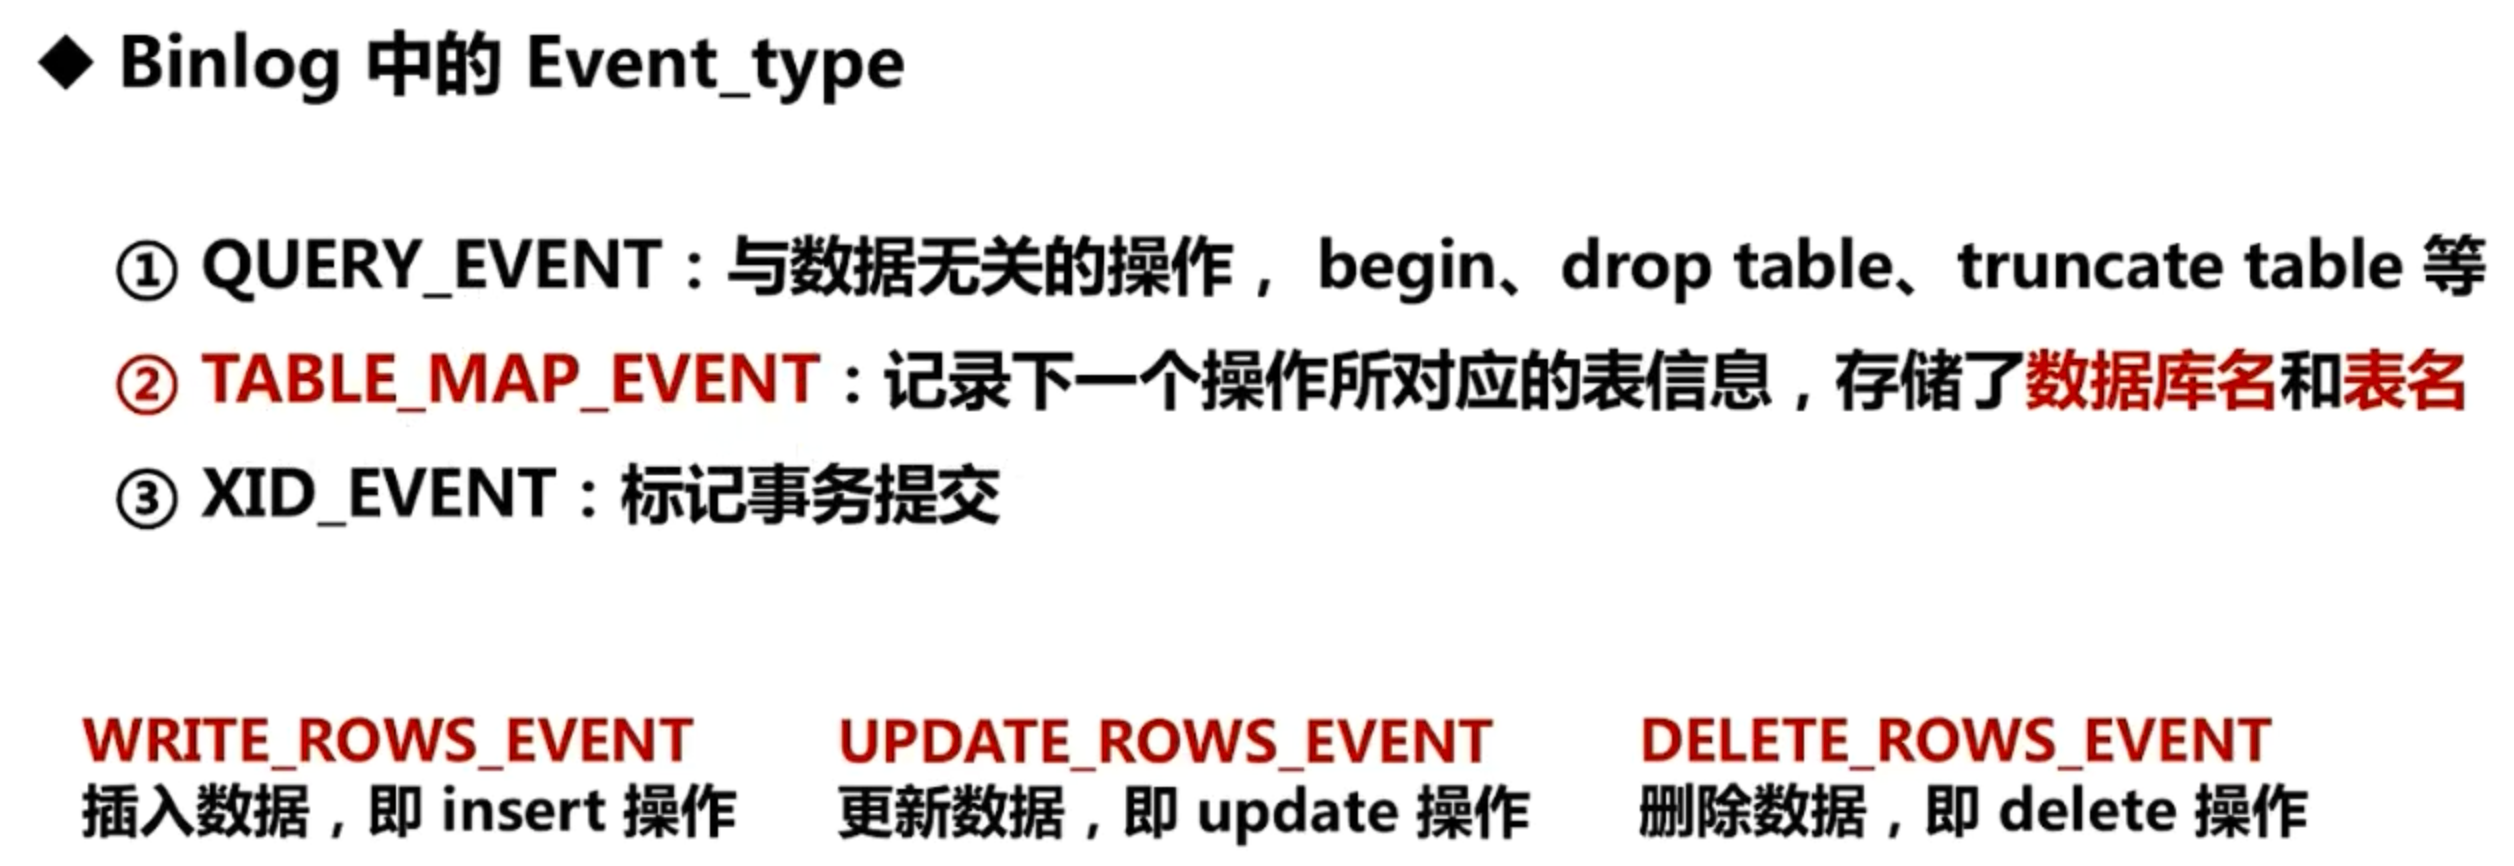 ◆ Binlog 中的 Event_type
① QUERY_EVENT：与数据无关的操作， begin、drop table、truncate table 等
② TABLE_MAP_EVENT：记录下一个操作所对应的表信息，存储了数据库名和表名
③ XID_EVENT：标记事务提交
WRITE_ROWS_EVENT
插入数据，即 insert 操作
UPDATE_ROWS_EVENT
更新数据，即 update 操作
DELETE_ROWS_EVENT
删除数据，即 delete 操作